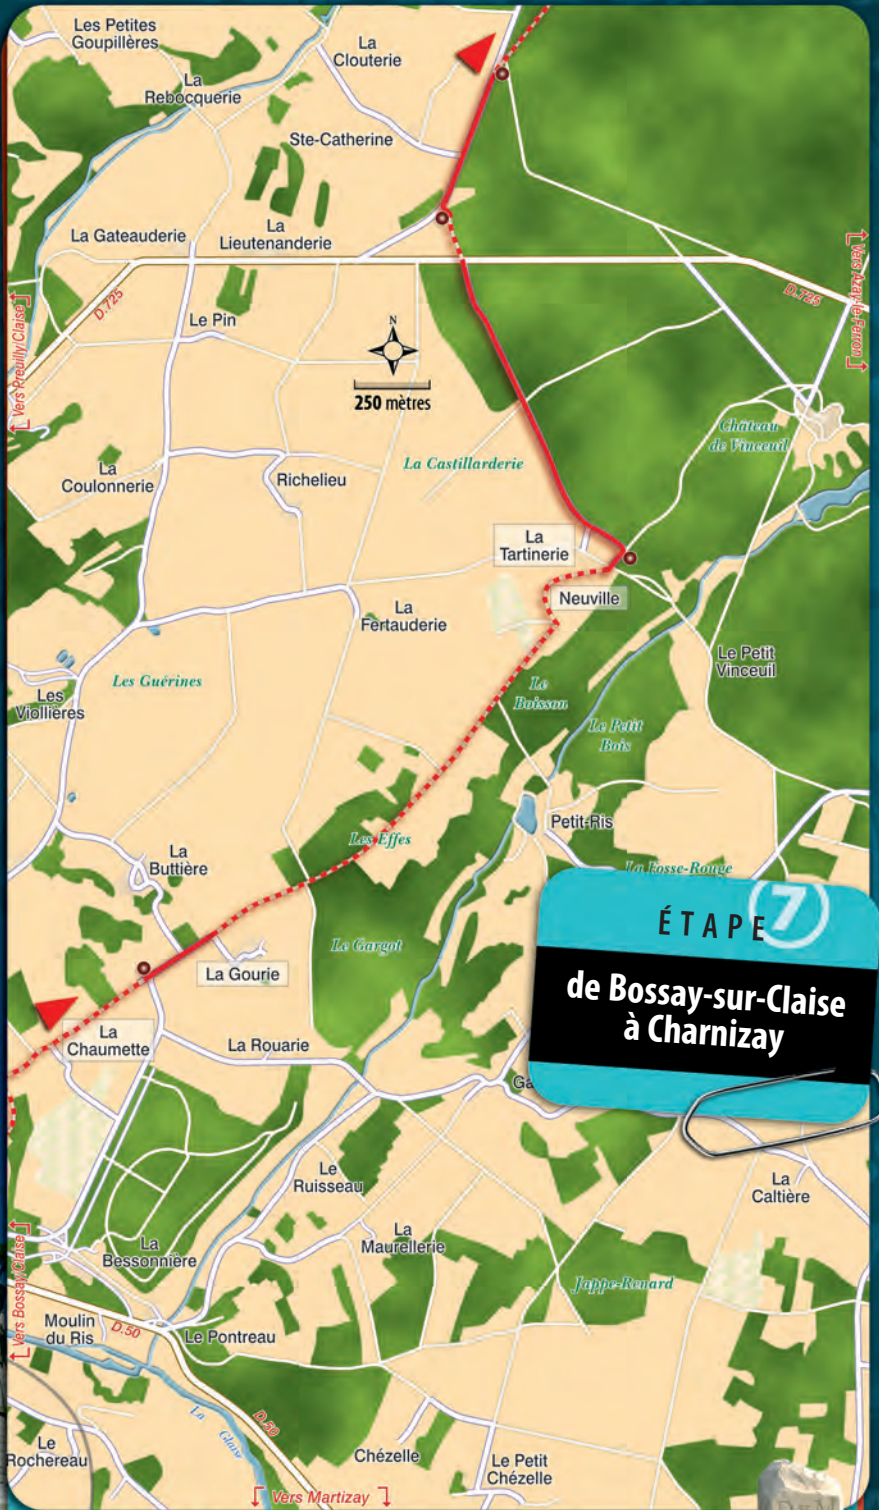 Les Petites
Goupillères
La
Clouterie
La
Rebocquerie
Ste-Catherine
La Gateauderie
La
Lieutenanderie
D.725
D.725
Vers Azay-le-Ferron
Vers Preuilly/Claise
Le Pin
N
250 mètres
Château
de Vinceuil
La Castillarderie
La
Coulonnerie
Richelieu
La
Tartinerie
Neuville
La
Fertauderie
Le Petit
Vinceuil
Les Guérines
Le
Boisson
Les
Viollières
Le Petit
Bois
Petit-Ris
Les Effes
La
Buttière
La Fosse-Rouge
ÉTAPE 7
de Bossay-sur-Claise
à Charnizay
Le Gargot
La Gourie
La
Chaumette
La Rouarie
Ga
Le
Ruisseau
La
Caltière
La
Maurellerie
La
Bessonnière
Jappe-Renard
Vers Bossay/Claise
Moulin
du Ris
D.50
Le Pontreau
La
Glaise
D.50
Le
Rochereau
Chézelle
Le Petit
Chézelle
Vers Martizay